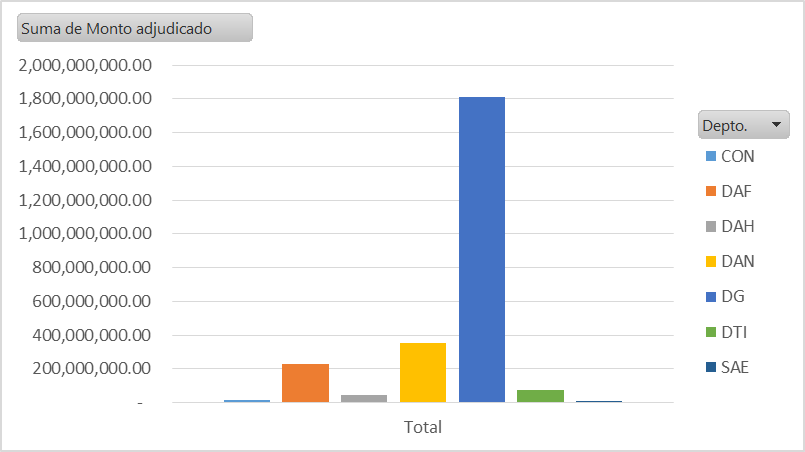 Suma de Monto adjudicado
2,000,000,000.00
1,800,000,000.00
1,600,000,000.00
1,400,000,000.00
1,200,000,000.00
1,000,000,000.00
800,000,000.00
600,000,000.00
400,000,000.00
200,000,000.00
-
Total
Depto.
CON
DAF
DAH
DAN
DG
DTI
SAE